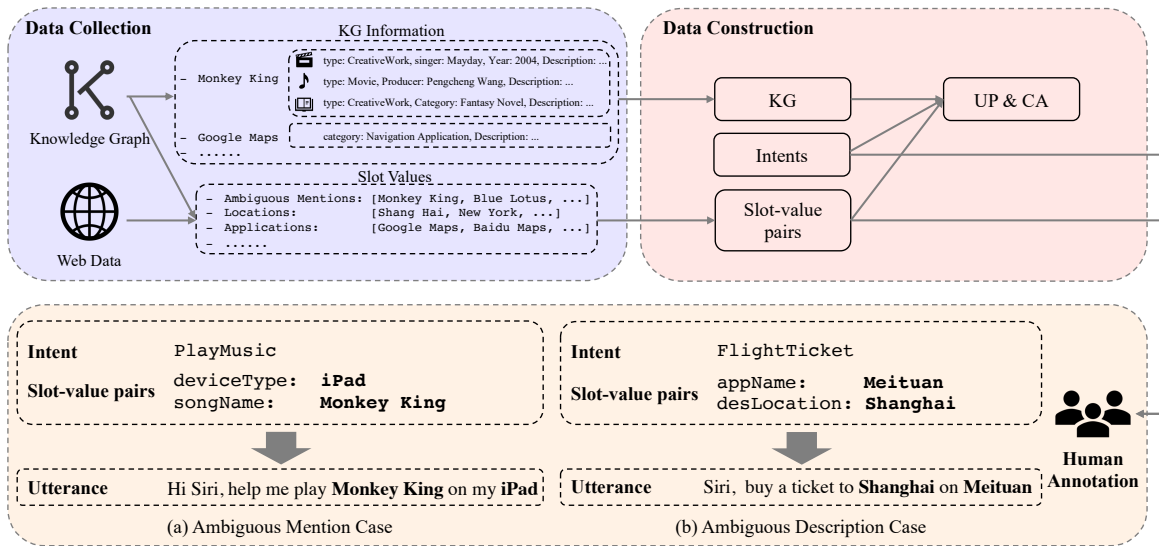 Data Collection
KG Information
Knowledge Graph
– Monkey King
type: CreativeWork, singer: Mayday, Year: 2004, Description: ...
type: Movie, Producer: Pengcheng Wang, Description: ...
type: CreativeWork, Category: Fantasy Novel, Description: ...
– Google Maps
category: Navigation Application, Description: ...
– ......
Slot Values
– Ambiguous Mentions: [Monkey King, Blue Lotus, ...]
– Locations: [Shang Hai, New York, ...]
– Applications: [Google Maps, Baidu Maps, ...]
– ......
Web Data
Data Construction
KG
UP & CA
Intents
Slot-value
pairs
Intent PlayMusic
Slot-value pairs
deviceType: iPad
songName: Monkey King
Utterance Hi Siri, help me play Monkey King on my iPad
(a) Ambiguous Mention Case
Intent FlightTicket
Slot-value pairs
appName: Meituan
desLocation: Shanghai
Utterance Siri, buy a ticket to Shanghai on Meituan
(b) Ambiguous Description Case
Human
Annotation